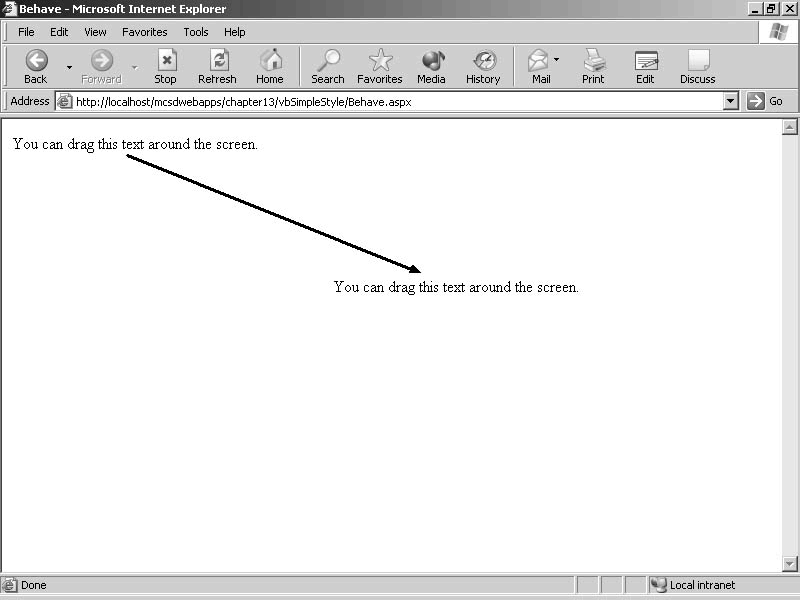 Behave - Microsoft Internet Explorer
File Edit View Favorites Tools Help
Back Forward Stop Refresh Home Search Favorites Media History Mail Print Edit Discuss
Address http://localhost/mcsdwebapps/chapter13/vbSimpleStyle/Behave.aspx Go
You can drag this text around the screen.
You can drag this text around the screen.
Done Local intranet